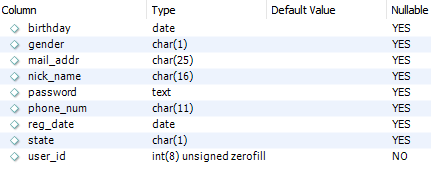 Column Type Default Value Nullable
birthday date YES
gender char(1) YES
mail_addr char(25) YES
nick_name char(16) YES
password text YES
phone_num char(11) YES
reg_date date YES
state char(1) YES
user_id int(8) unsigned zerofill NO